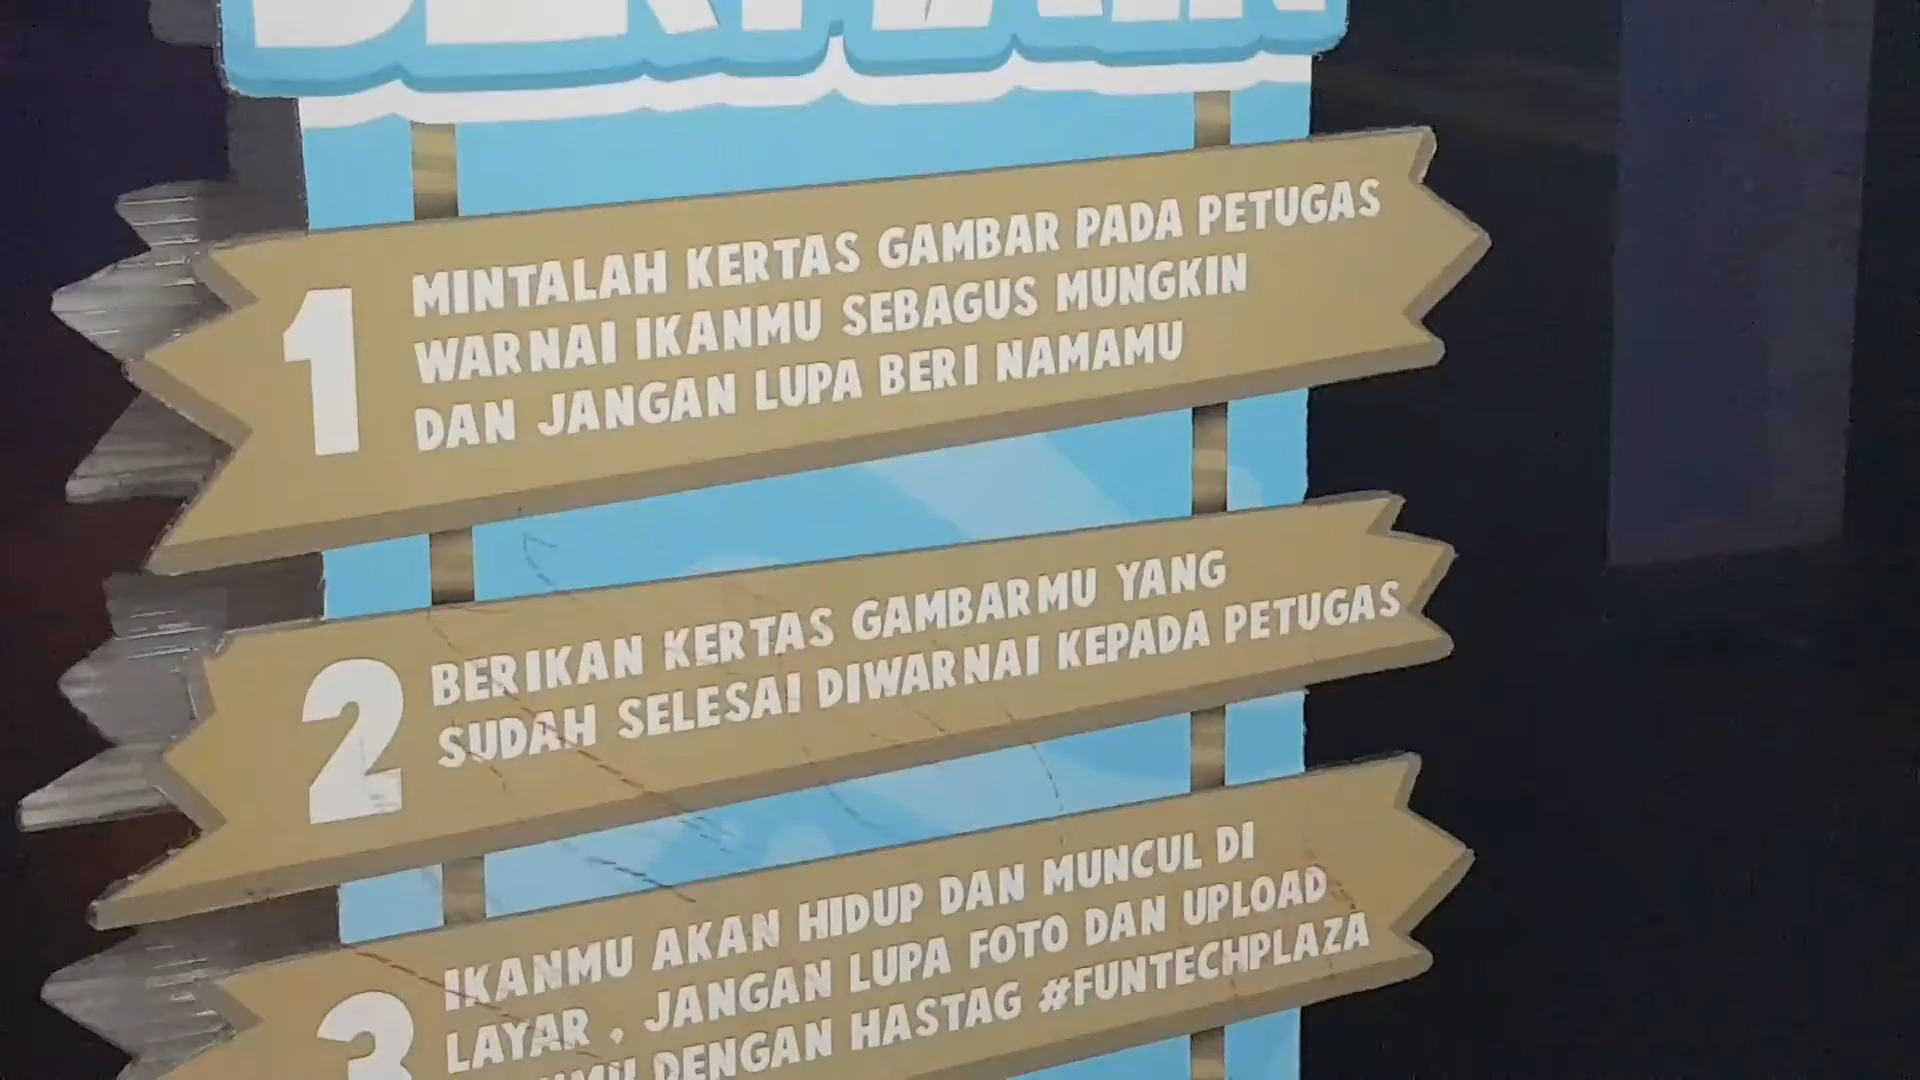 1
MINTALAH KERTAS GAMBAR PADA PETUGAS
WARNAI IKANMU SEBAGUS MUNGKIN
DAN JANGAN LUPA BERI NAMAMU
2
BERIKAN KERTAS GAMBARMU YANG
SUDAH SELESAI DIWARNAI KEPADA PETUGAS
3
IKANMU AKAN HIDUP DAN MUNCUL DI
LAYAR , JANGAN LUPA FOTO DAN UPLOAD
DENGAN HASTAG #FUNTECHPLAZA